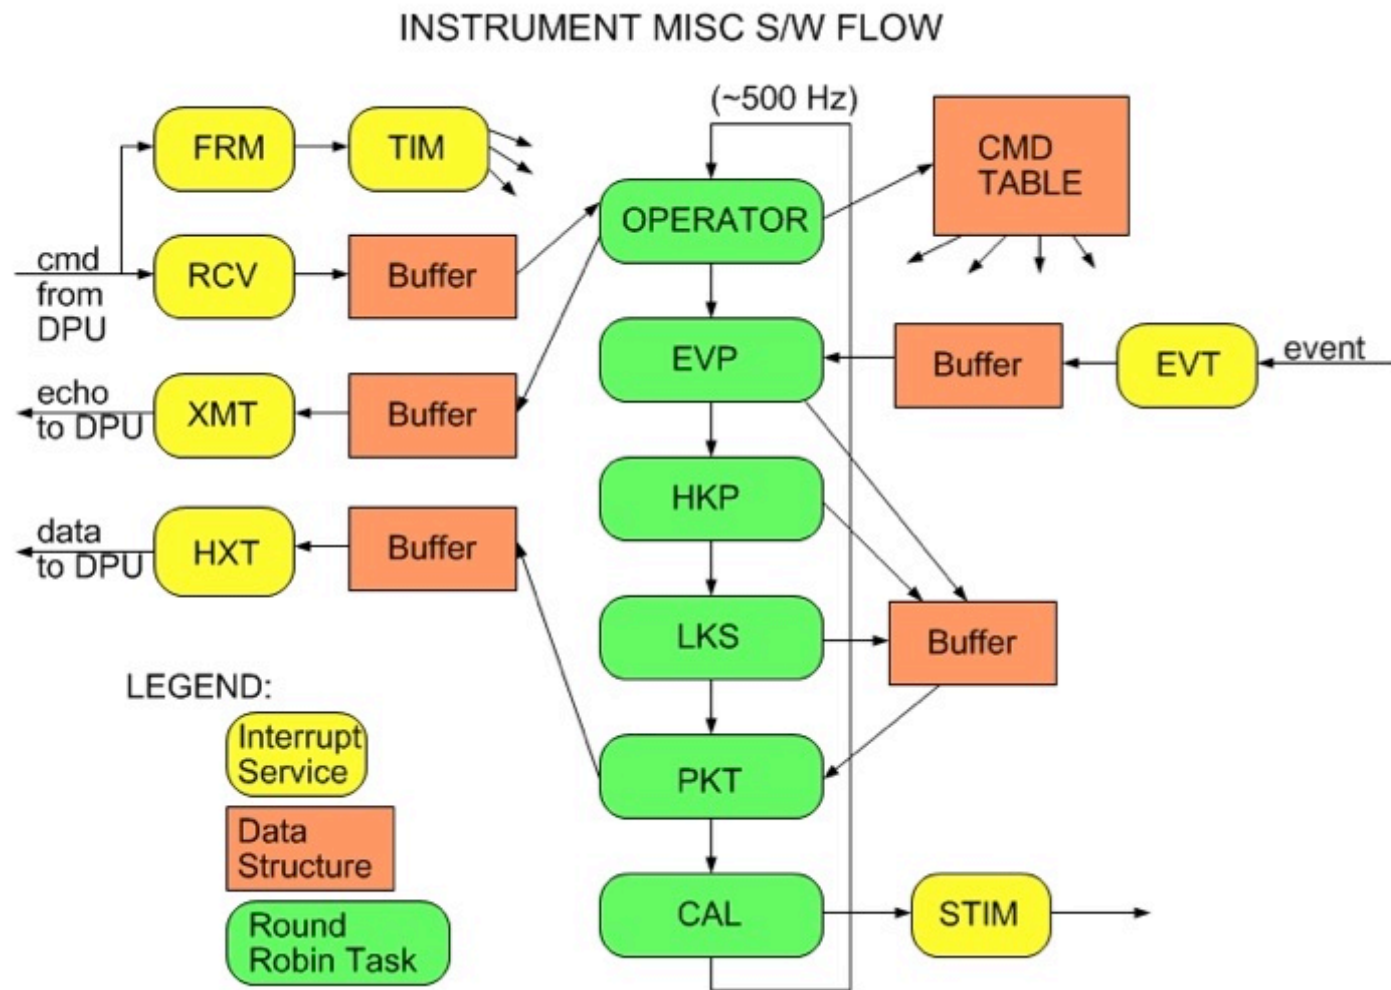 INSTRUMENT MISC S/W FLOW
(~500 Hz)
FRM
TIM
OPERATOR
CMD
TABLE
cmd
from
DPU
RCV
Buffer
EVP
Buffer
EVT
event
echo
to DPU
XMT
Buffer
HKP
data
to DPU
HXT
Buffer
LKS
Buffer
LEGEND:
Interrupt
Service
PKT
Data
Structure
CAL
STIM
Round
Robin Task